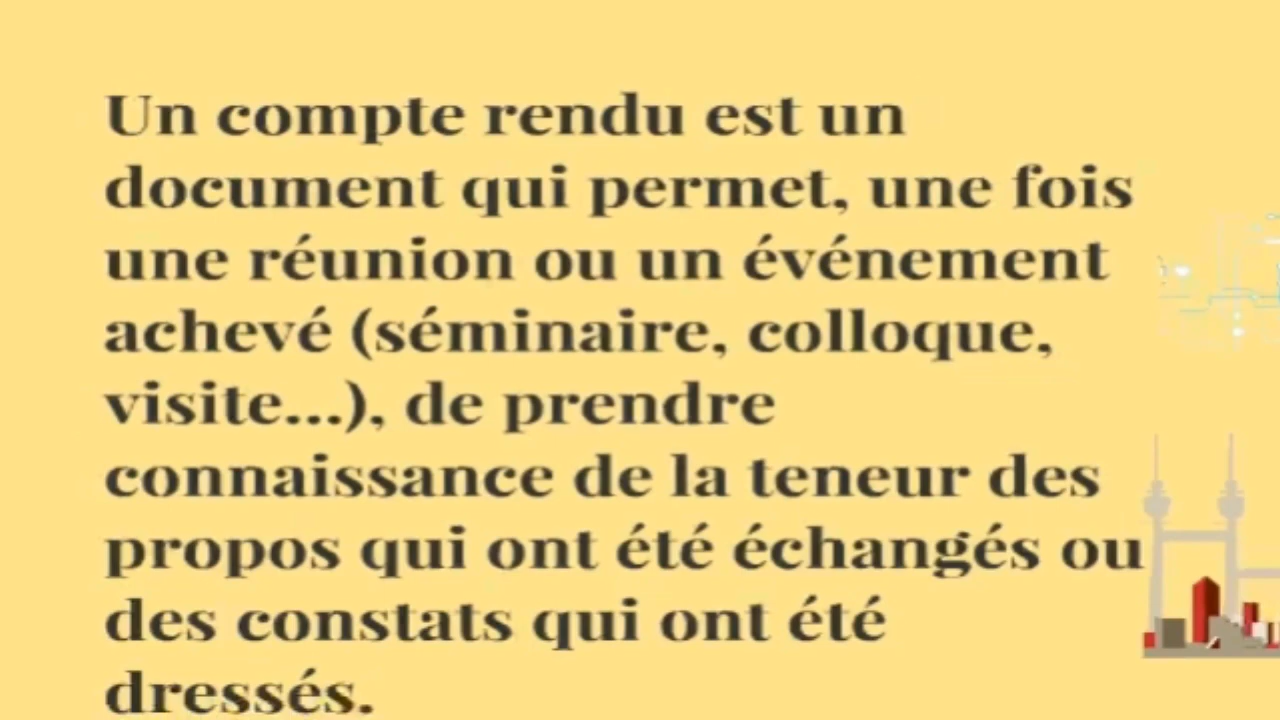 Un compte rendu est un
document qui permet, une fois
une réunion ou un événement
achevé (séminaire, colloque,
visite...), de prendre
connaissance de la teneur des
propos qui ont été échangés ou
des constats qui ont été
dressés.